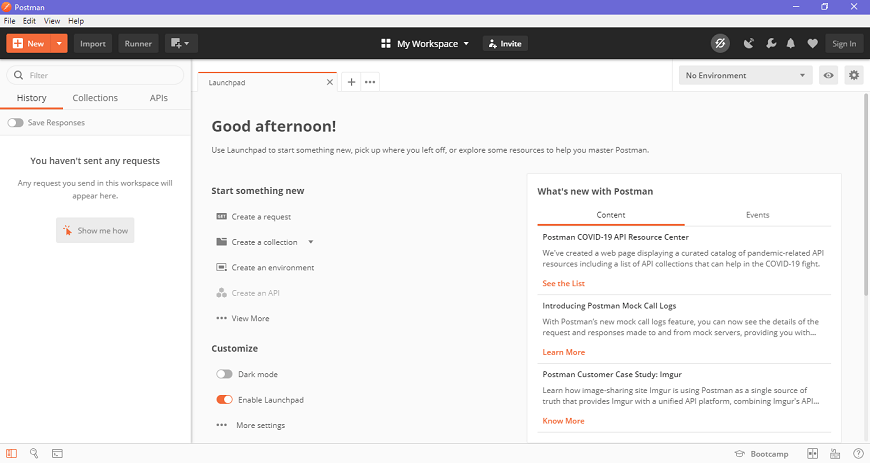 Postman
File Edit View Help
New Import Runner My Workspace Invite Sign In
Filter
History Collections APIs
Save Responses
You haven't sent any requests
Any request you send in this workspace will
appear here.
Show me how
Launchpad
No Environment
Good afternoon!
Use Launchpad to start something new, pick up where you left off, or explore some resources to help you master Postman.
Start something new
GET Create a request
Create a collection
Create an environment
Create an API
View More
Customize
Dark mode
Enable Launchpad
More settings
What's new with Postman
Content Events
Postman COVID-19 API Resource Center
We've created a web page displaying a curated catalog of pandemic-related API
resources including a list of API collections that can help in the COVID-19 fight.
See the List
Introducing Postman Mock Call Logs
With Postman's new mock call logs feature, you can now see the details of the
request and responses made to and from mock servers, providing you with...
Learn More
Postman Customer Case Study: Imgur
Learn how image-sharing site Imgur is using Postman as a single source of
truth that provides Imgur with a unified API platform, combining Imgur's API...
Know More
Bootcamp